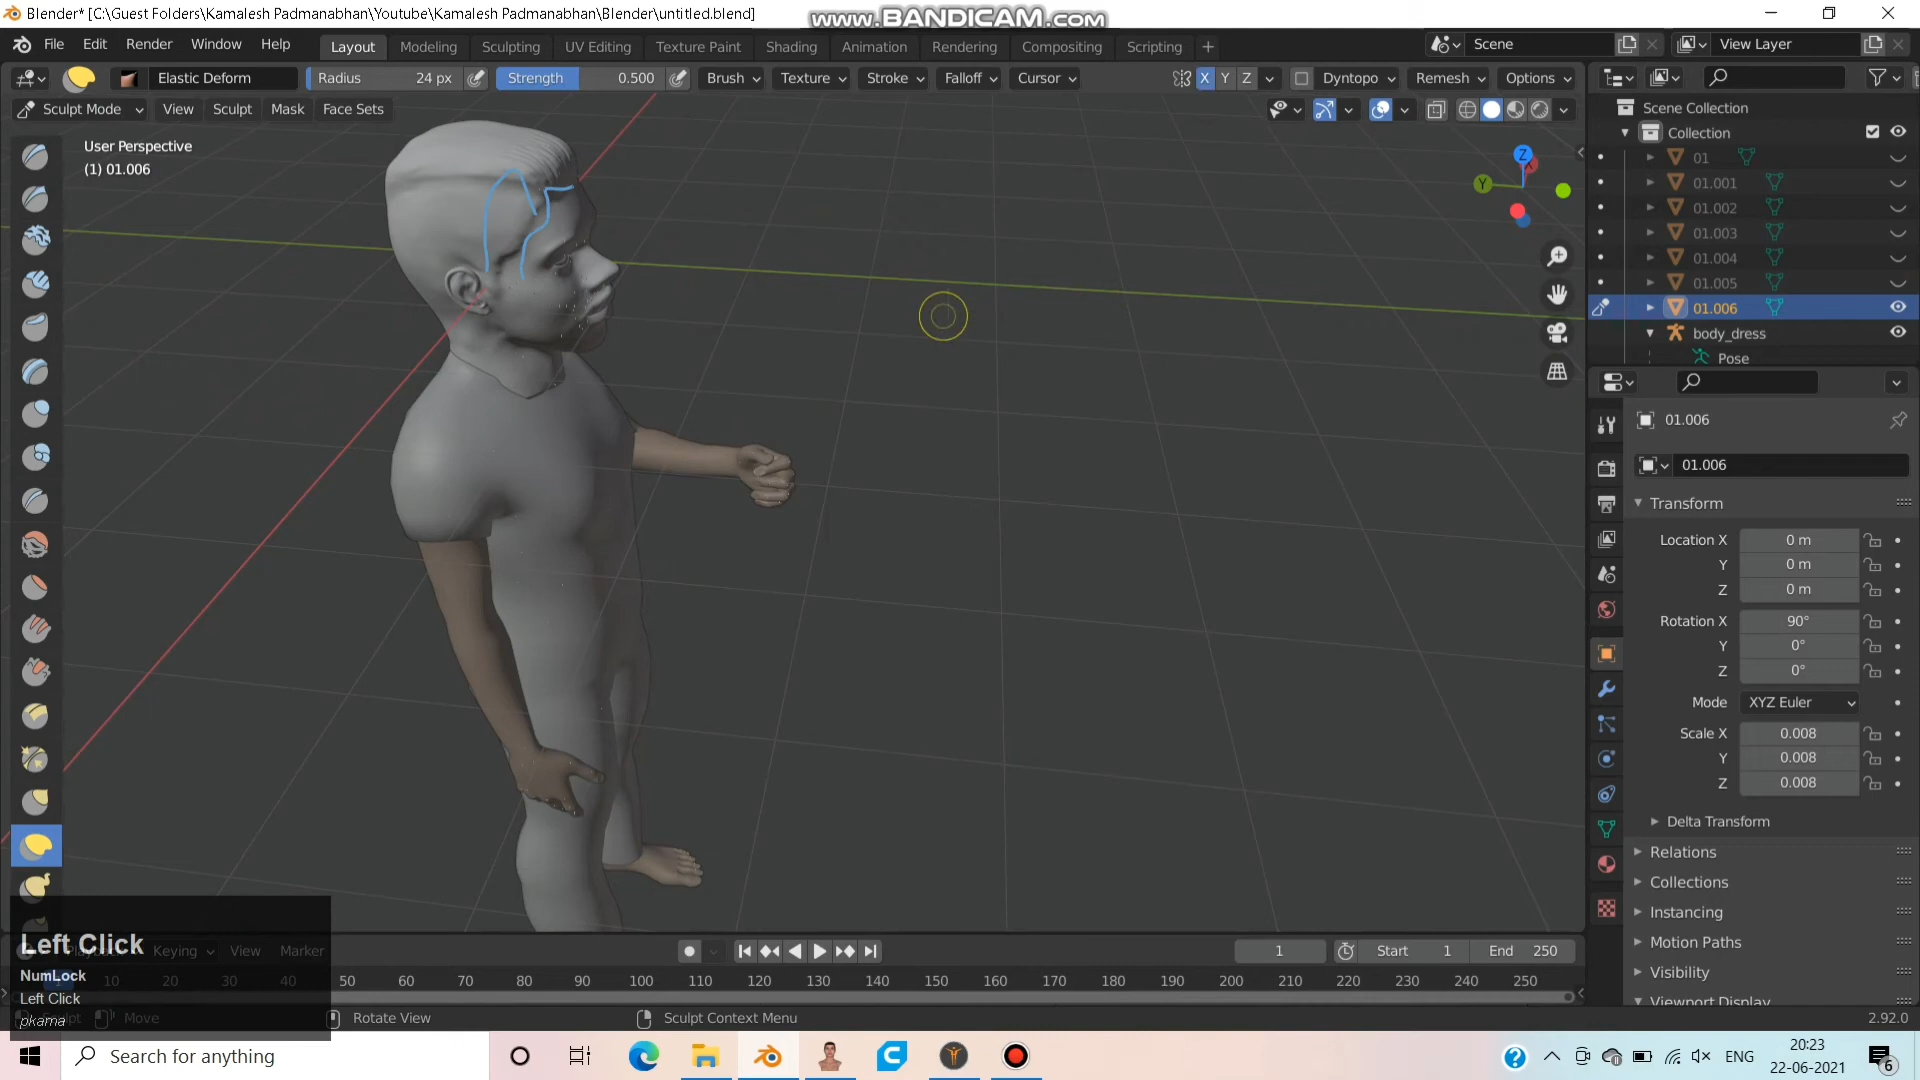 Blender* [C:\Guest Folders\Kamalesh Padmanabhan\Youtube\Kamalesh Padmanabhan\Blender\untitled.blend]
www.BANDICAM.com
File Edit Render Window Help Layout Modeling Sculpting UV Editing Texture Paint Shading Animation Rendering Compositing Scripting + Scene View Layer
Elastic Deform Radius 24 px Strength 0.500 Brush Texture Stroke Falloff Cursor X Y Z Dyntopo Remesh Options
Sculpt Mode View Sculpt Mask Face Sets
User Perspective
(1) 01.006
Z
X
Y
Scene Collection
Collection
01
01.001
01.002
01.003
01.004
01.005
01.006
body_dress
Pose
01.006
01.006
Transform
Location X 0 m
Y 0 m
Z 0 m
Rotation X 90°
Y 0°
Z 0°
Mode XYZ Euler
Scale X 0.008
Y 0.008
Z 0.008
Delta Transform
Relations
Collections
Instancing
Motion Paths
Visibility
Viewport Display
Left Click
NumLock
Left Click
pkama
Keying View Marker
1 Start 1 End 250
1 10 20 30 40 50 60 70 80 90 100 110 120 130 140 150 160 170 180 190 200 210 220 230 240 250
Sculpt Move Rotate View Sculpt Context Menu 2.92.0
Search for anything
ENG
20:23
22-06-2021
6